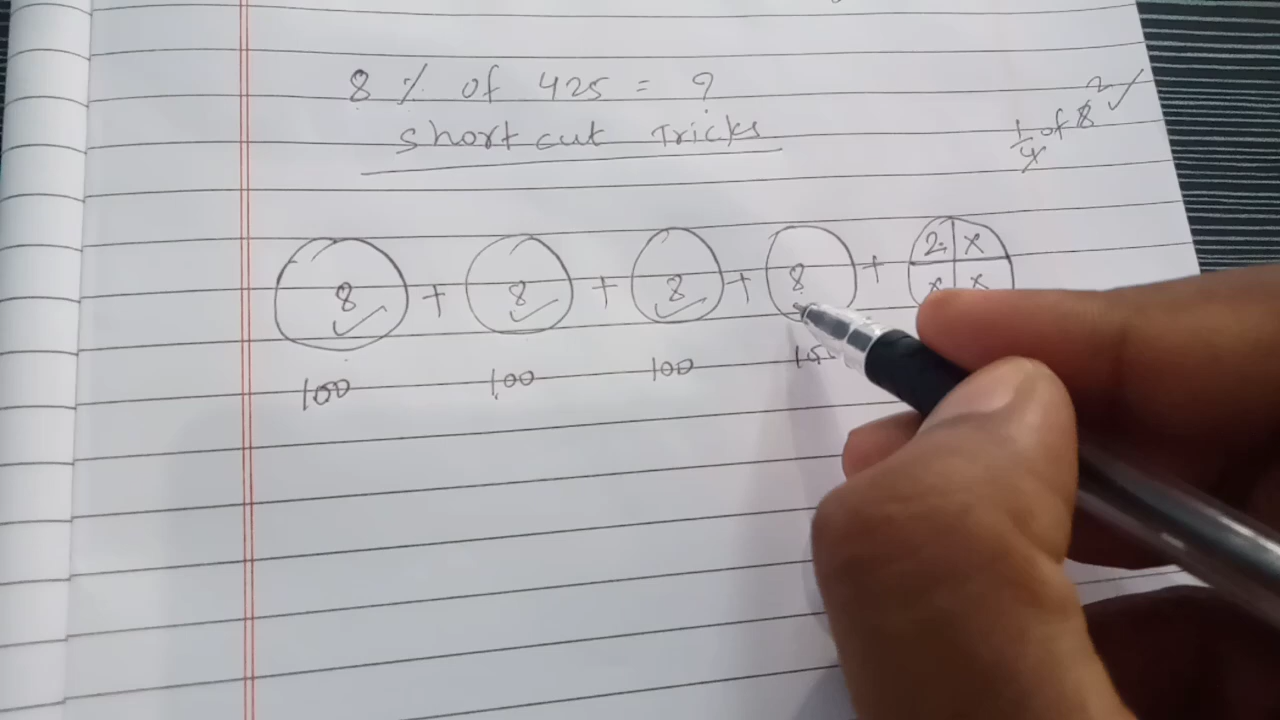 8 % of 425 = ?
Short cut Tricks
1/4 of 8 2 ✓
8 + 8 + 8 + 8 + 2 x
x x
100 100 100